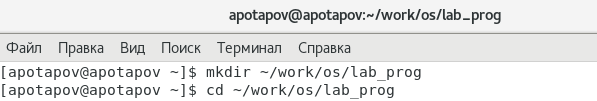 apotapov@apotapov:~/work/os/lab_prog
Файл Правка Вид Поиск Терминал Справка
[apotapov@apotapov ~]$ mkdir ~/work/os/lab_prog
[apotapov@apotapov ~]$ cd ~/work/os/lab_prog